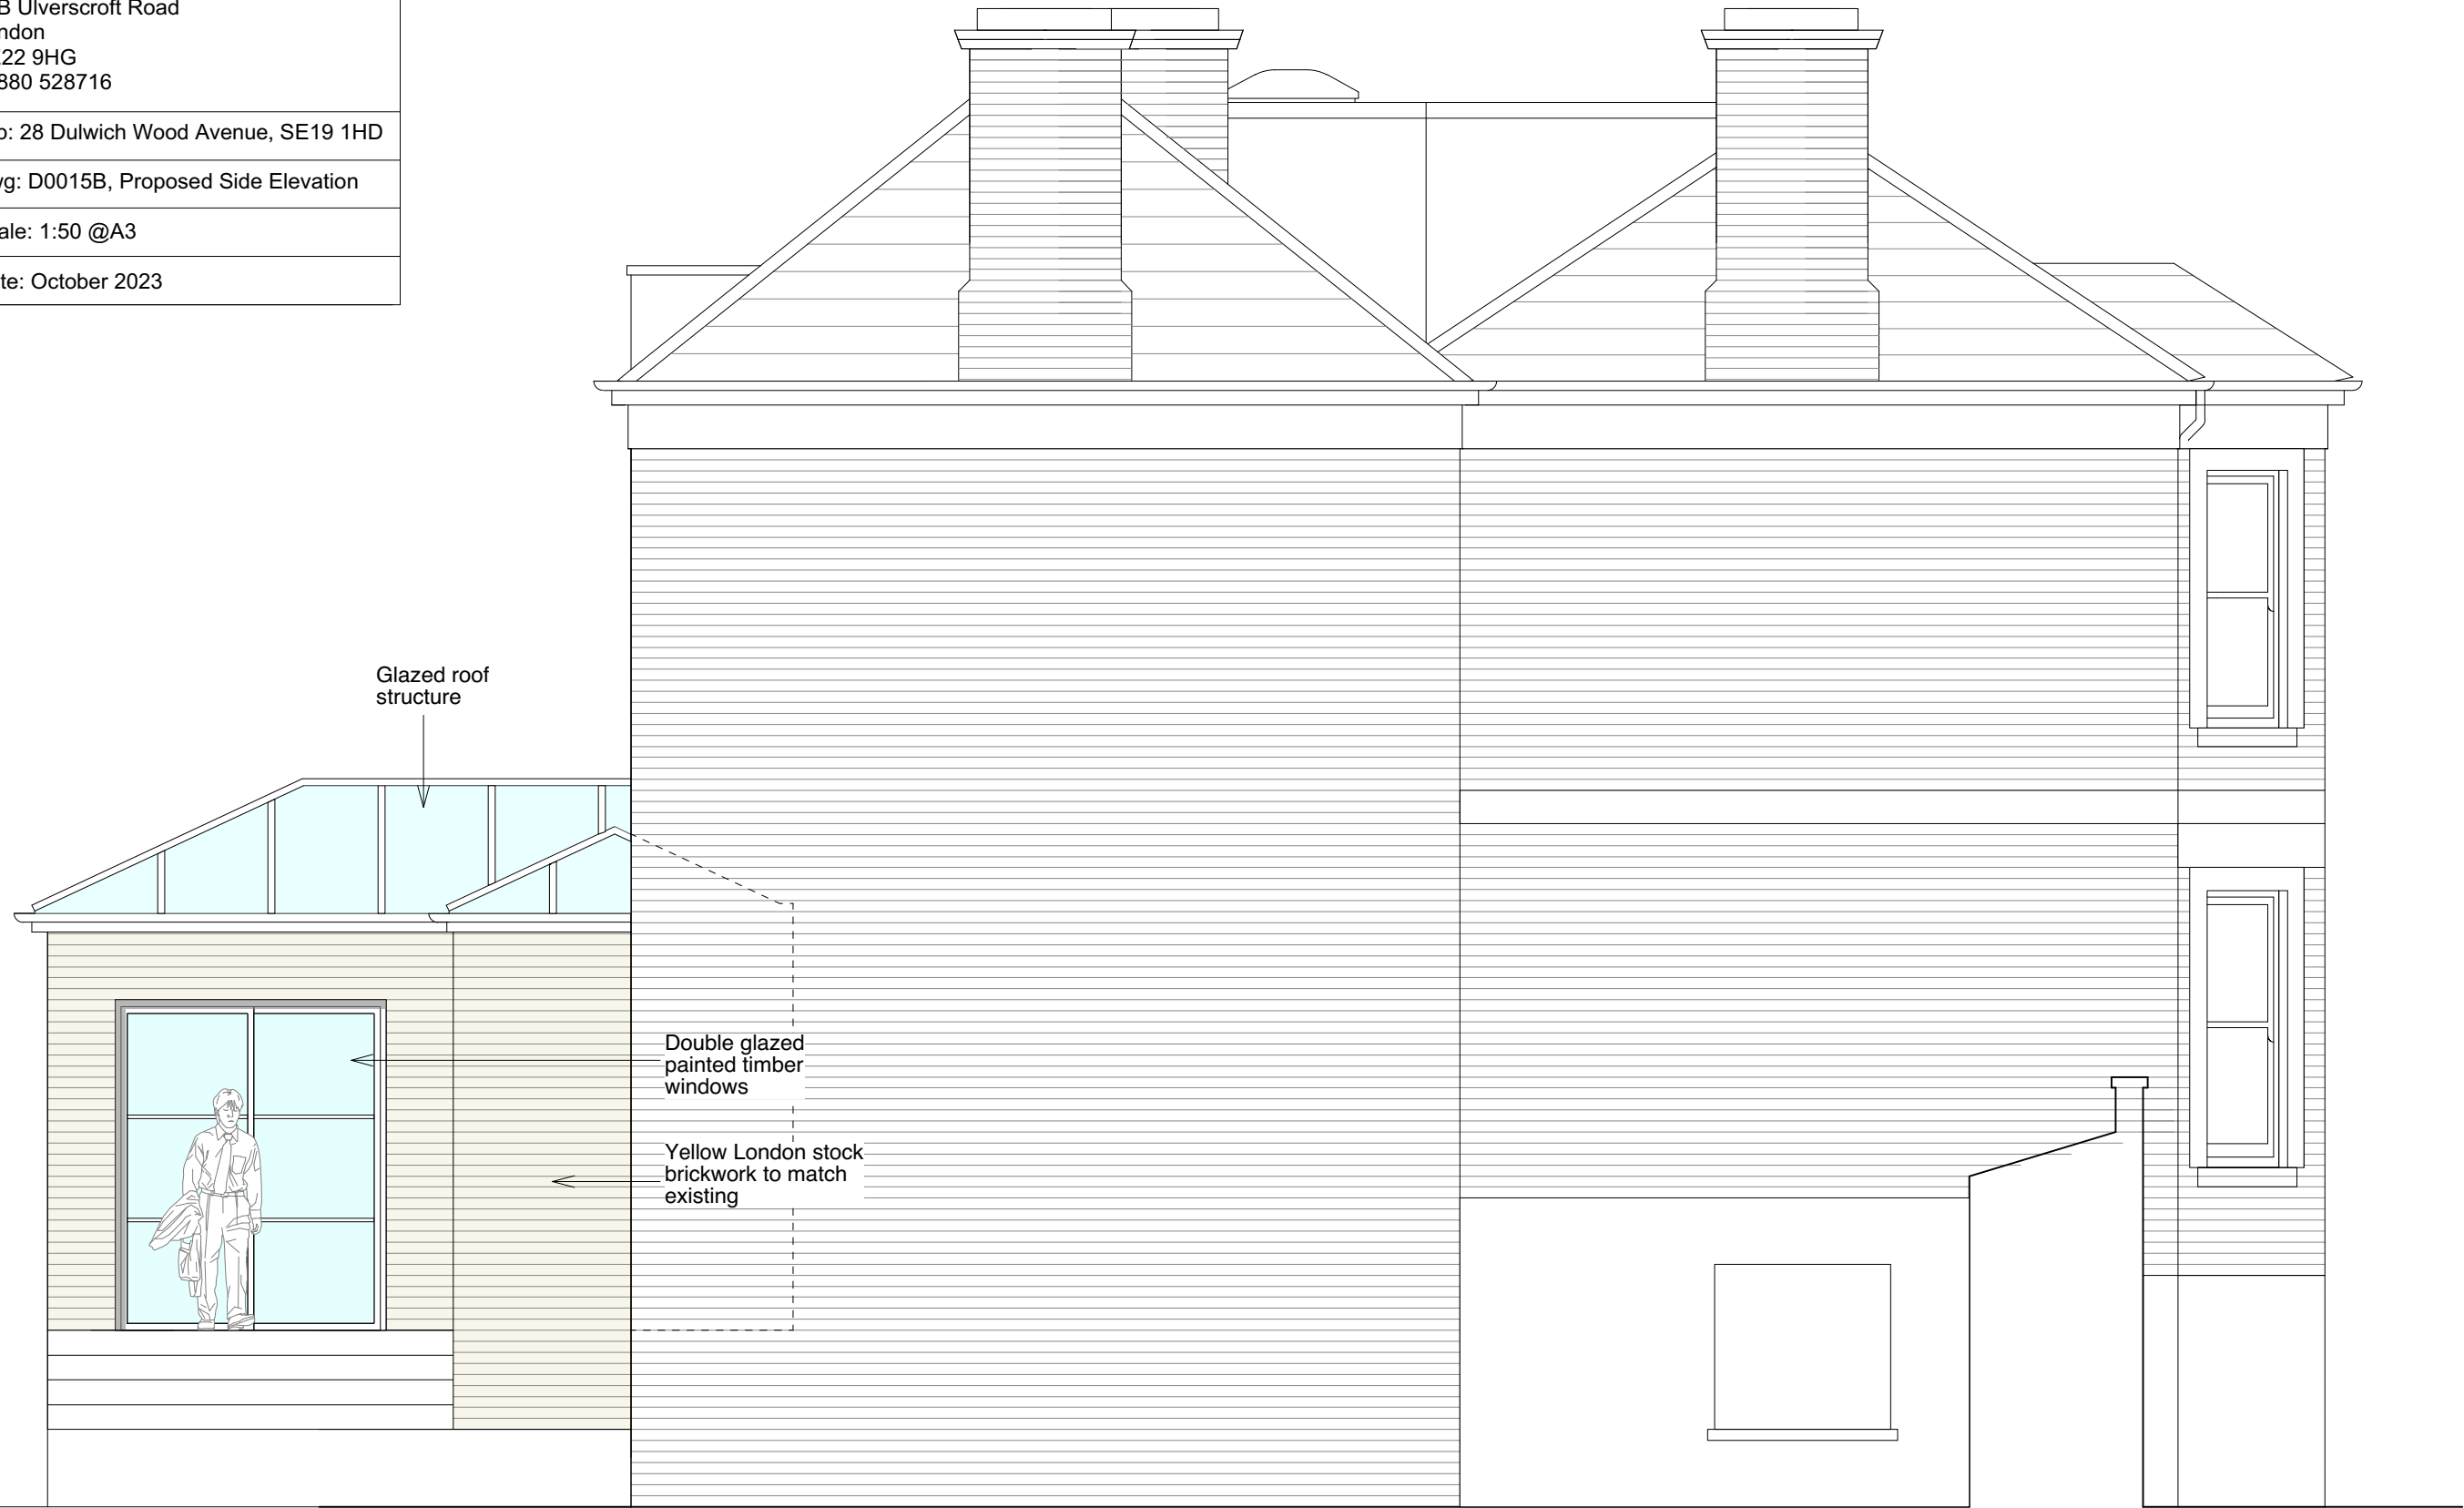 B Ulverscroft Road
ndon
22 9HG
880 528716
: 28 Dulwich Wood Avenue, SE19 1HD
g: D0015B, Proposed Side Elevation
ale: 1:50 @A3
te: October 2023
Glazed roof
structure
Double glazed
painted timber
windows
Yellow London stock
brickwork to match
existing